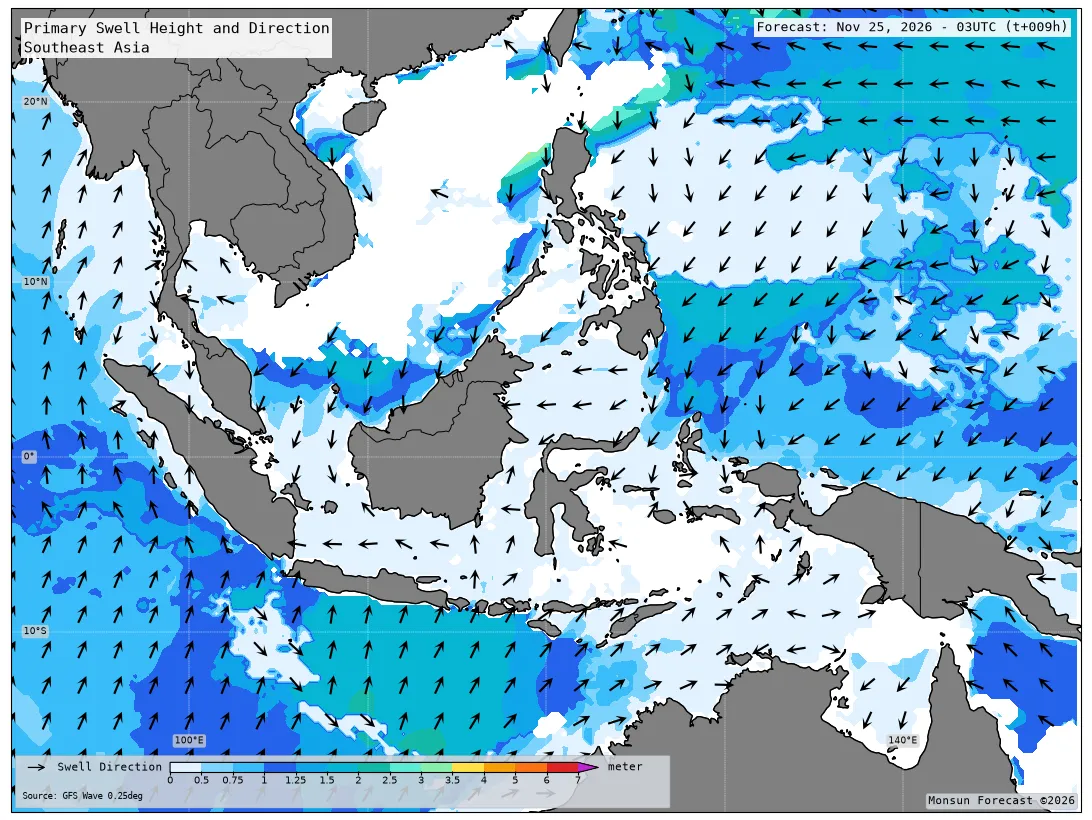 Primary Swell Height and Direction
Southeast Asia
Forecast: Nov 25, 2026 - 03UTC (t+009h)
20°N
10°N
0°
10°S
100°E
140°E
Swell Direction
meter
0 0.5 0.75 1 1.25 1.5 2 2.5 3 3.5 4 5 6 7
Source: GFS Wave 0.25deg
Monsun Forecast ©2026